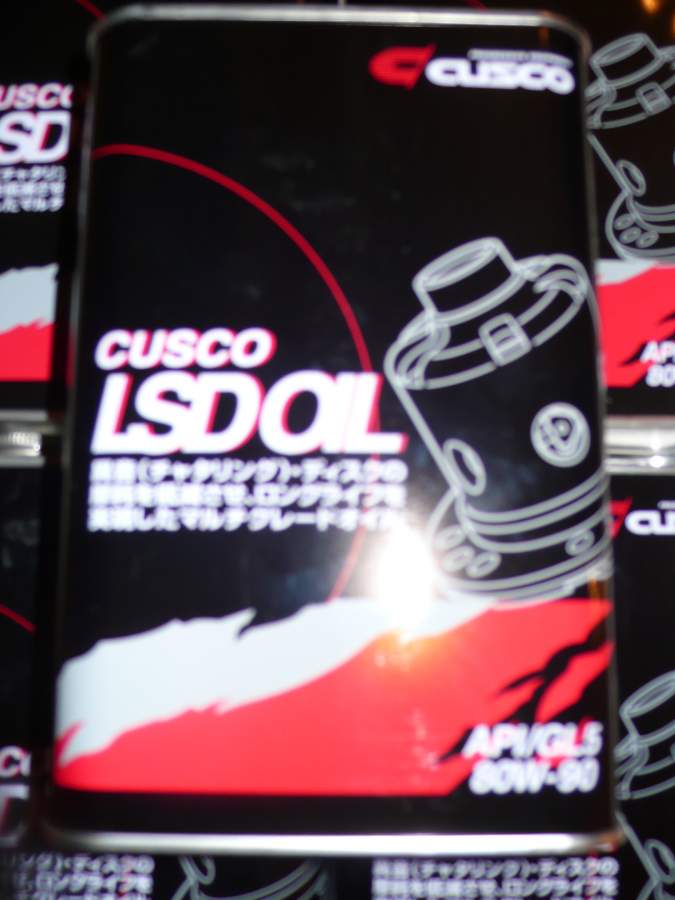 CUSCO
CUSCO
LSD OIL
異音(チャタリング)・ディスクの
摩耗を低減させ、ロングライフを
実現したマルチグレードオイル
API/GL5
80W-90